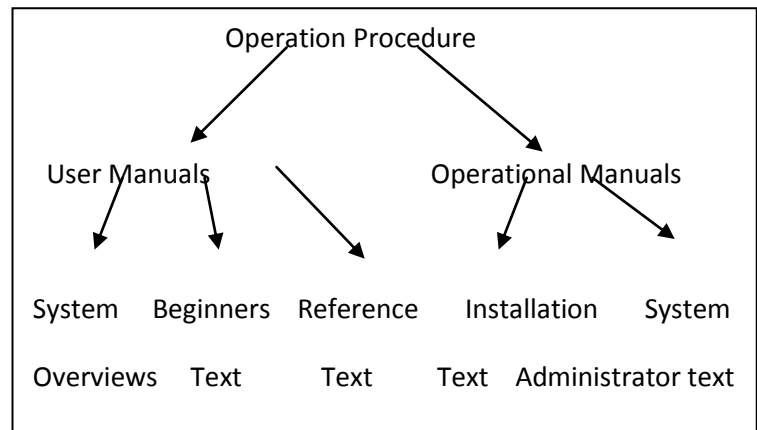 Operation Procedure
User Manuals Operational Manuals
System Beginners Reference Installation System
Overviews Text Text Text Administrator text